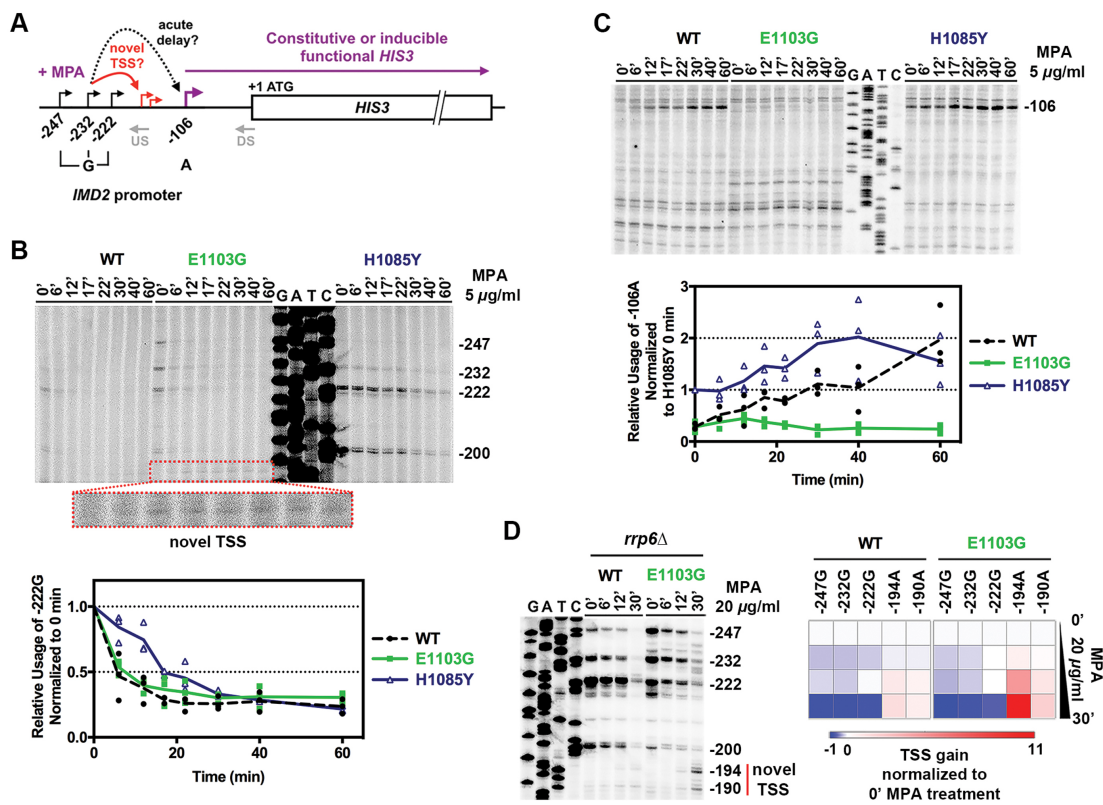 A
acute
delay?
novel
TSS?
Constitutive or inducible
functional HIS3
+ MPA
+1 ATG
HIS3
-247
-232
-222
-106
US
DS
G
A
IMD2 promoter
B
WT E1103G H1085Y
MPA
5 µg/ml
0’ 6’ 12’ 17’ 22’ 30’ 40’ 60’ 0’ 6’ 12’ 17’ 22’ 30’ 40’ 60’ G A T C 0’ 6’ 12’ 17’ 22’ 30’ 40’ 60’
-247
-232
-222
-200
novel TSS
Relative Usage of -222G
Normalized to 0 min
1.0
0.5
0.0
0 20 40 60
Time (min)
WT
E1103G
H1085Y
C
WT E1103G H1085Y
MPA
5 µg/ml
0’ 6’ 12’ 17’ 22’ 30’ 40’ 60’ 0’ 6’ 12’ 17’ 22’ 30’ 40’ 60’ G A T C 0’ 6’ 12’ 17’ 22’ 30’ 40’ 60’
-106
Relative Usage of -106A
Normalized
to H1085Y 0 min
3
2
1
0
0 20 40 60
Time (min)
WT
E1103G
H1085Y
D
rrp6Δ
WT E1103G
MPA
20 µg/ml
G A T C 0’ 6’ 12’ 30’ 0’ 6’ 12’ 30’
-247
-232
-222
-200
-194
-190
novel
TSS
WT E1103G
-247G -232G -222G -194A -190A -247G -232G -222G -194A -190A
0’
20 µg/ml
MPA
30’
-1 0 11
TSS gain
normalized to
0’ MPA treatment